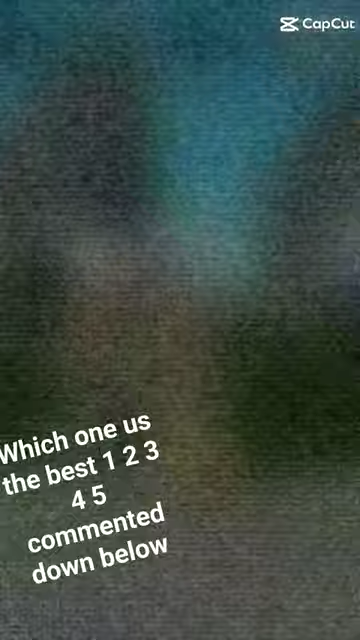 CapCut
Which one us
the best 1 2 3
4 5
commented
down below